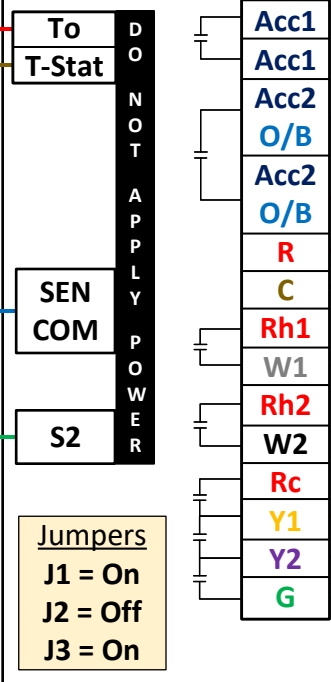 To
T-Stat
SEN
COM
S2
DO NOT APPLY POWER
Jumpers
J1 = On
J2 = Off
J3 = On
Acc1
Acc1
Acc2
O/B
Acc2
O/B
R
C
Rh1
W1
Rh2
W2
Rc
Y1
Y2
G